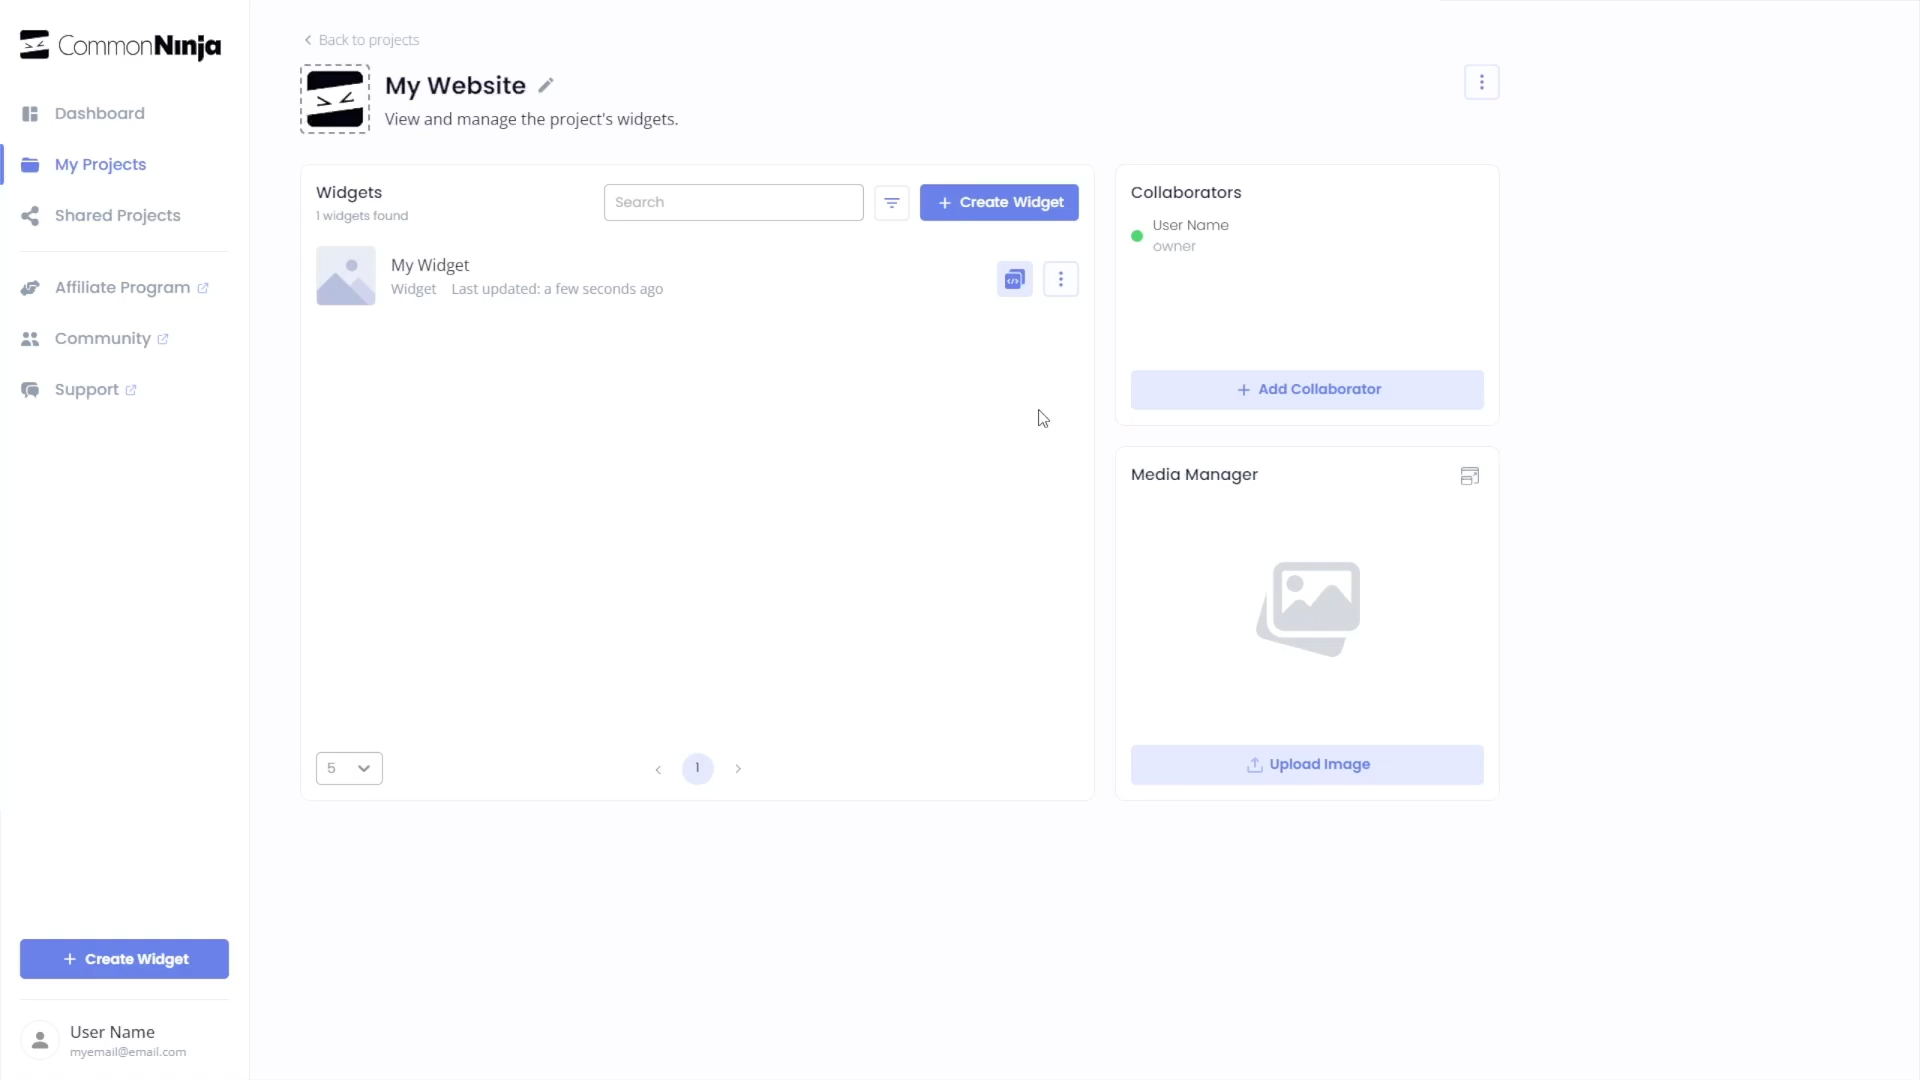 CommonNinja
Dashboard
My Projects
Shared Projects
Affiliate Program
Community
Support
Create Widget
User Name
myemail@email.com
Back to projects
My Website
View and manage the project's widgets.
Widgets
1 widgets found
Search
Create Widget
My Widget
Widget Last updated: a few seconds ago
5
1
Collaborators
User Name
owner
Add Collaborator
Media Manager
Upload Image